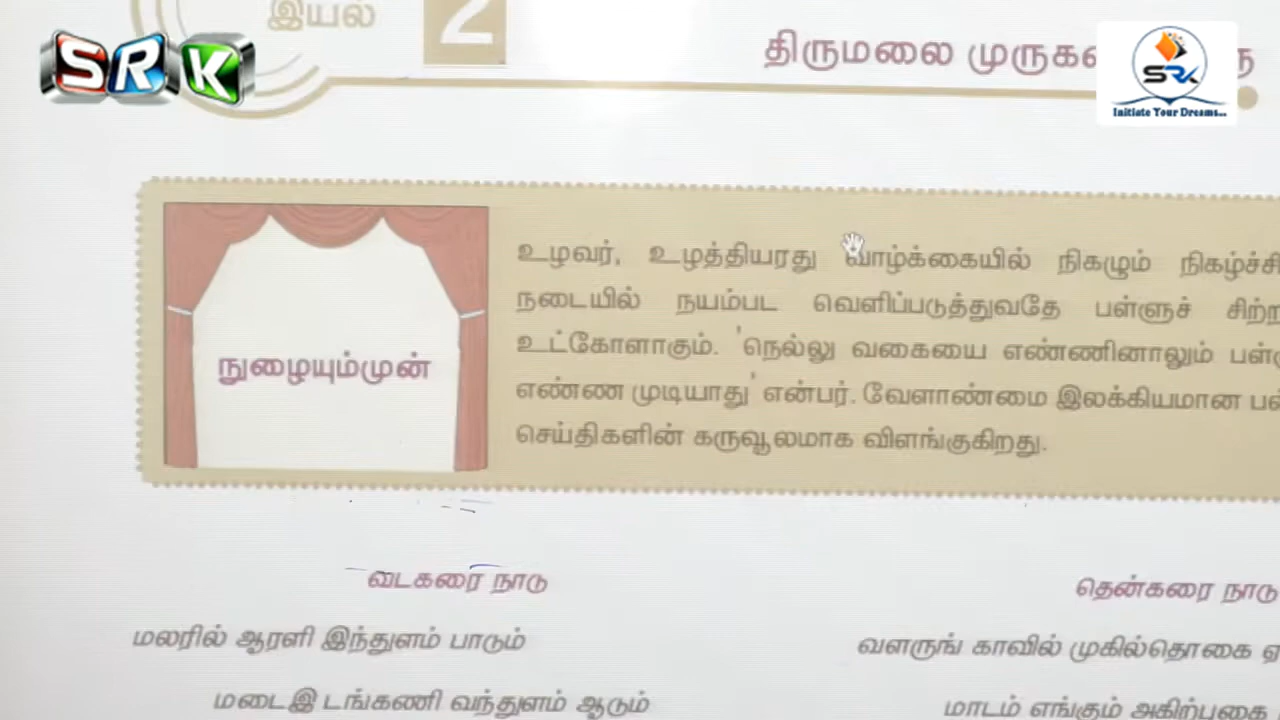 இயல் 2
திருமலை
SRK
SRK
Initiate Your Dreams...
உழவர், உழத்தியரது வாழ்க்கையில் நிகழும்
நடையில் நயம்பட வெளிப்படுத்துவதே பள்ளுச்
உட்கோளாகும். 'நெல்லு வகையை எண்ணினாலும்
எண்ண முடியாது' என்பர். வேளாண்மை இலக்கியமான
செய்திகளின் கருவூலமாக விளங்குகிறது.
நுழையும்முன்
வடகரை நாடு
மலரில் ஆரளி இந்துளம் பாடும்
மடைஇ டங்கணி வந்துளம் ஆடும்
தென்கரை நாடு
வளருங் காவில் முகில்தொகை
மாடம் எங்கும் அகிற்புகை